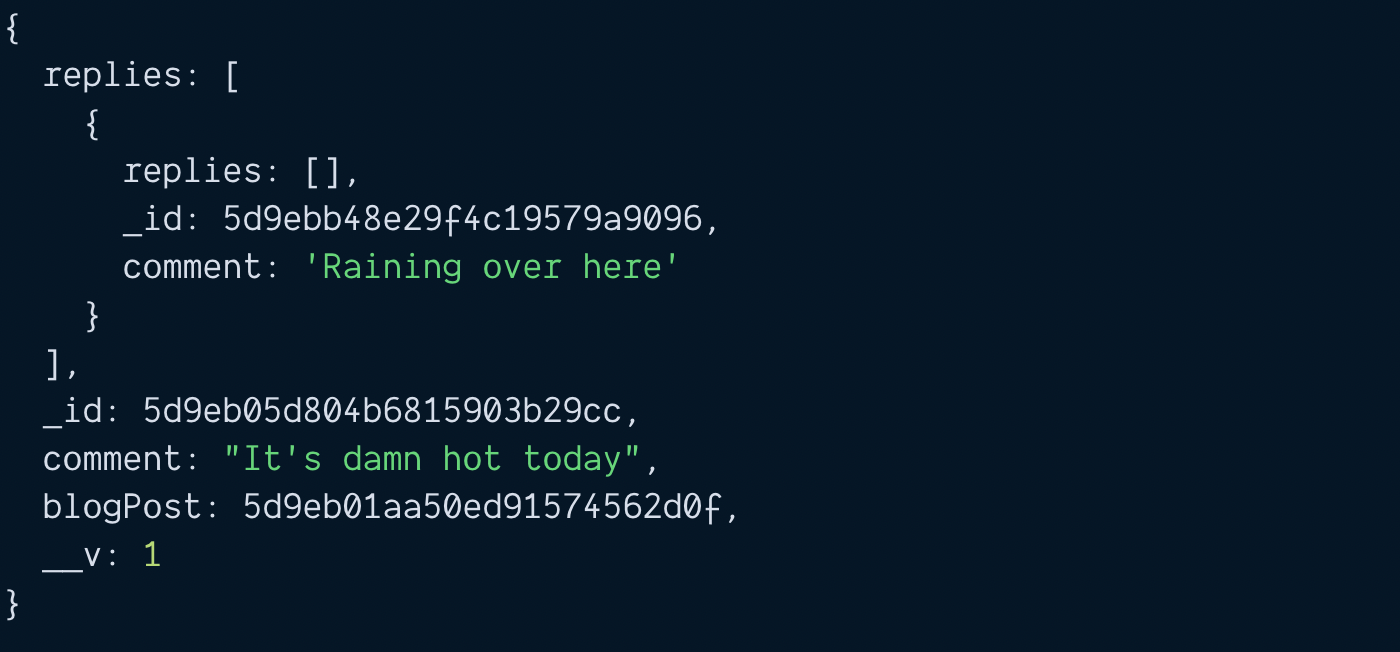 {
  replies: [
    {
      replies: [],
      _id: 5d9ebb48e29f4c19579a9096,
      comment: 'Raining over here'
    }
  ],
  _id: 5d9eb05d804b6815903b29cc,
  comment: "It's damn hot today",
  blogPost: 5d9eb01aa50ed91574562d0f,
  __v: 1
}